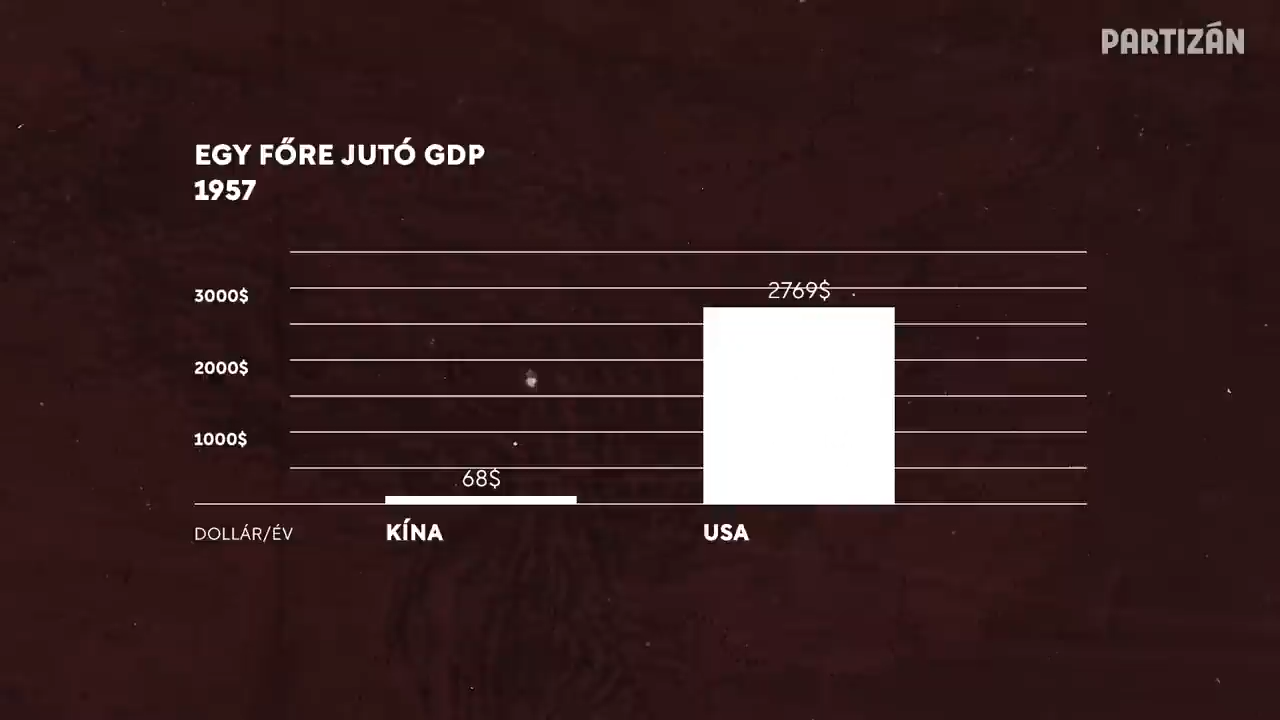 PARTIZÁN
EGY FŐRE JUTÓ GDP
1957
3000$
2769$
2000$
1000$
68$
DOLLÁR/ÉV
KÍNA
USA